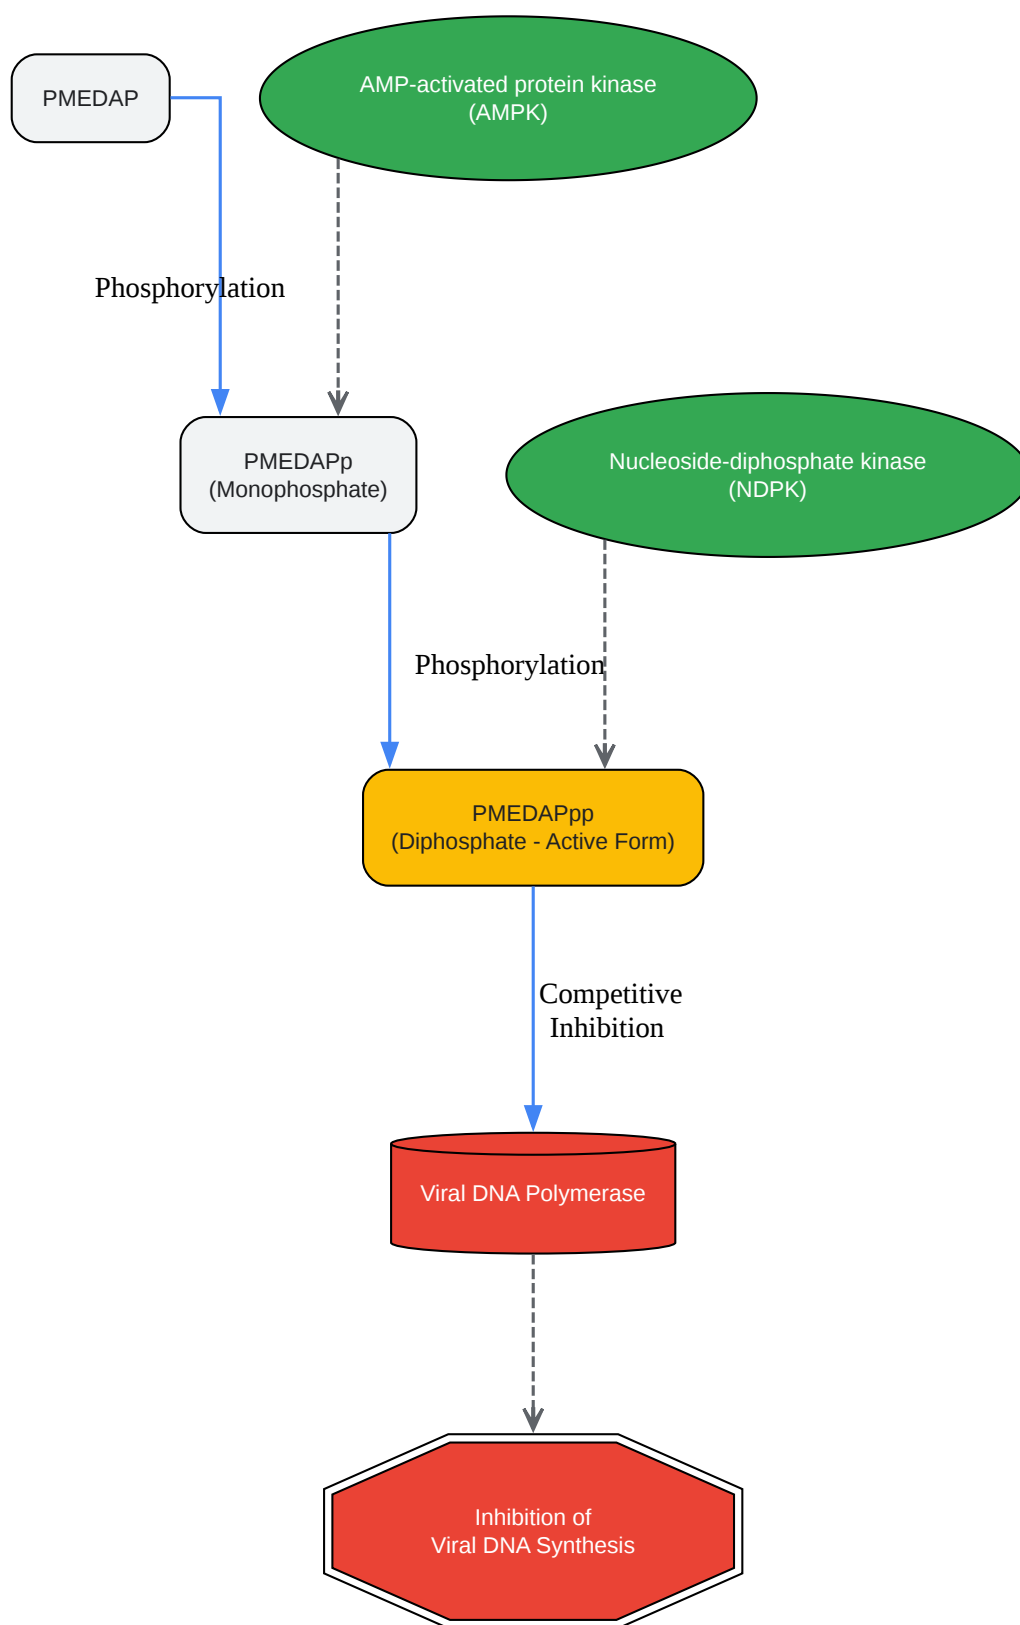 PMEDAP
AMP-activated protein kinase
(AMPK)
Phosphorylation
PMEDAPp
(Monophosphate)
Nucleoside-diphosphate kinase
(NDPK)
Phosphorylation
PMEDAPpp
(Diphosphate - Active Form)
Competitive
Inhibition
Viral DNA Polymerase
Inhibition of
Viral DNA Synthesis